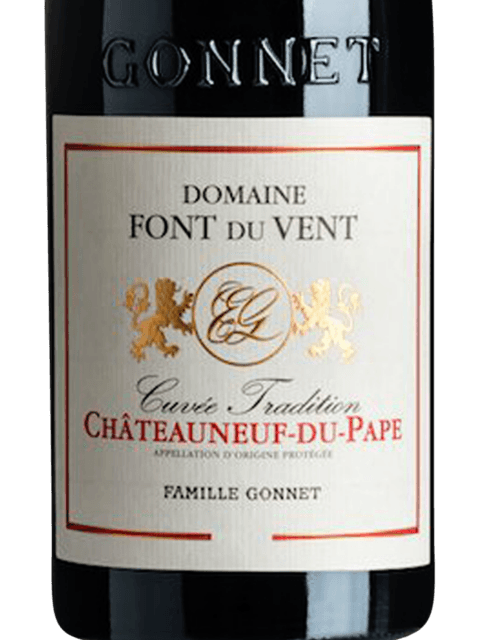 GONNET
DOMAINE
FONT DU VENT
EG
Cuvée Tradition
CHÂTEAUNEUF-DU-PAPE
APPELLATION D'ORIGINE PROTÉGÉE
FAMILLE GONNET